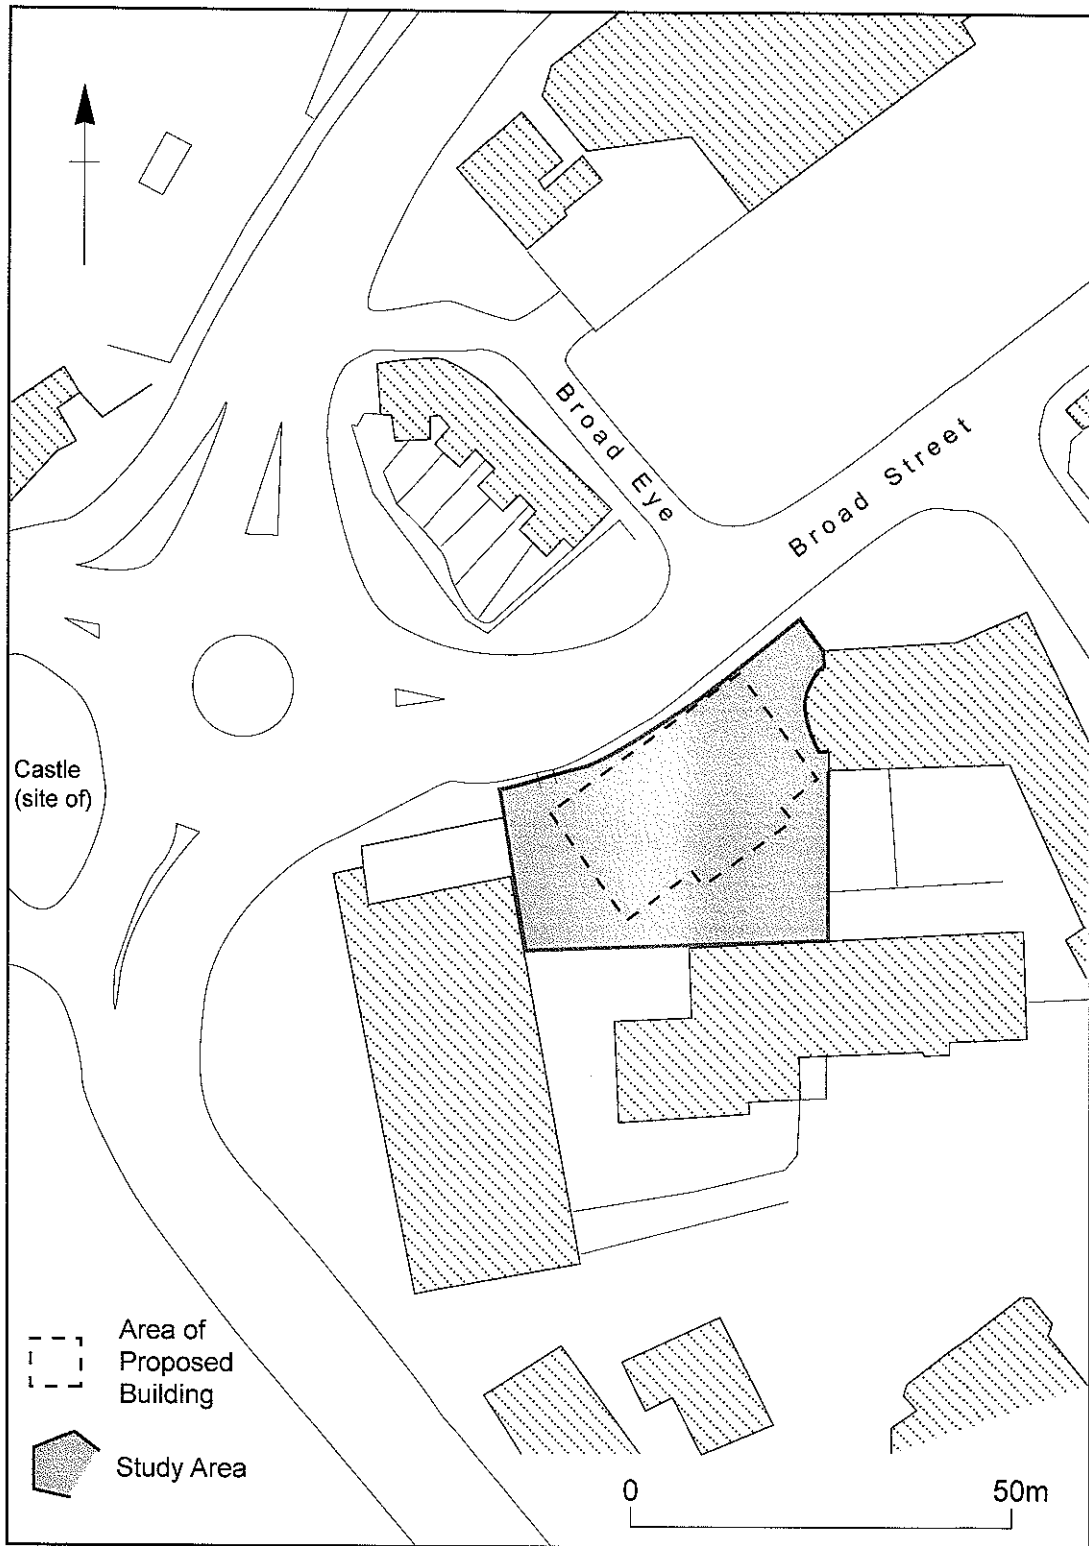 Broad Eye
Broad Street
Castle
(site of)
Area of
Proposed
Building
Study Area
0 50m